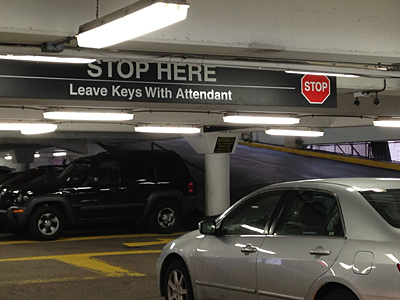 STOP HERE
Leave Keys With Attendant
STOP